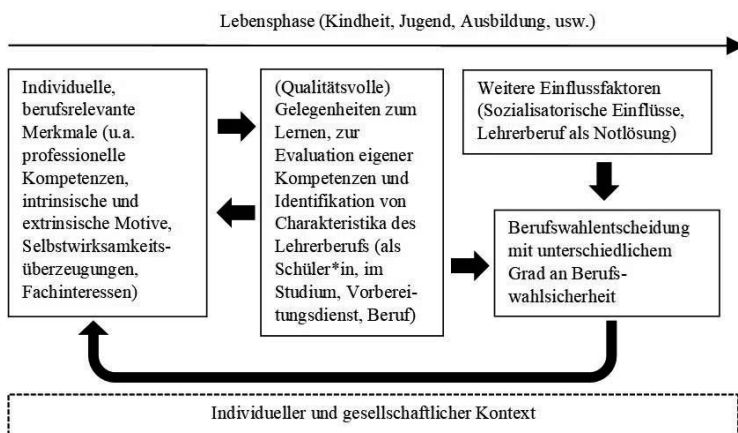 Lebensphase (Kindheit, Jugend, Ausbildung, usw.)
Individuelle,
berufsrelevante
Merkmale (u.a.
professionelle
Kompetenzen,
intrinsische und
extrinsische Motive,
Selbstwirksamkeits-
überzeugungen,
Fachinteressen)
(Qualitätsvolle)
Gelegenheiten zum
Lernen, zur
Evaluation eigener
Kompetenzen und
Identifikation von
Charakteristika des
Lehrerberufs (als
Schüler*in, im
Studium, Vorberei-
tungsdienst, Beruf)
Weitere Einflussfaktoren
(Sozialisatorische Einflüsse,
Lehrerberuf als Notlösung)
Berufswahlentscheidung
mit unterschiedlichem
Grad an Berufs-
wahlsicherheit
Individueller und gesellschaftlicher Kontext